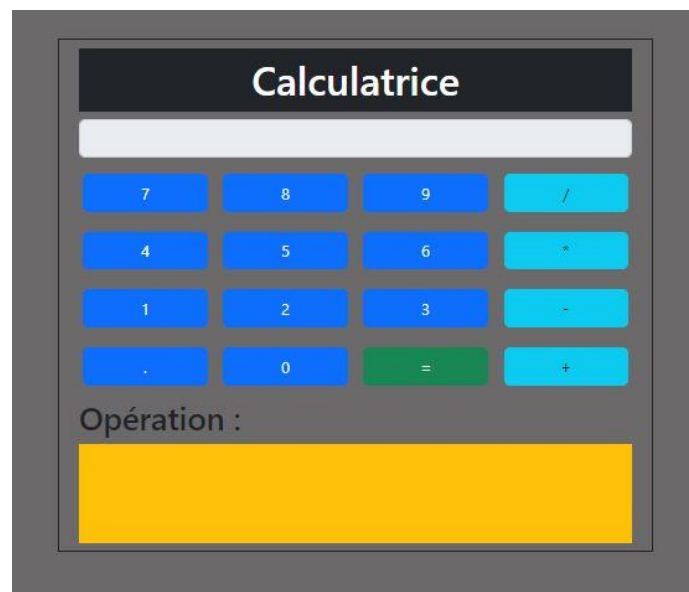 Calculatrice
7 8 9 /
4 5 6 *
1 2 3 -
. 0 = +
Opération :